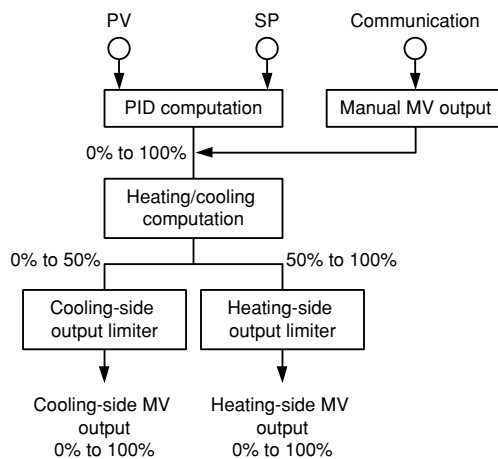 PV
SP
Communication
PID computation
Manual MV output
0% to 100%
Heating/cooling
computation
0% to 50%
50% to 100%
Cooling-side
output limiter
Heating-side
output limiter
Cooling-side MV
output
0% to 100%
Heating-side MV
output
0% to 100%